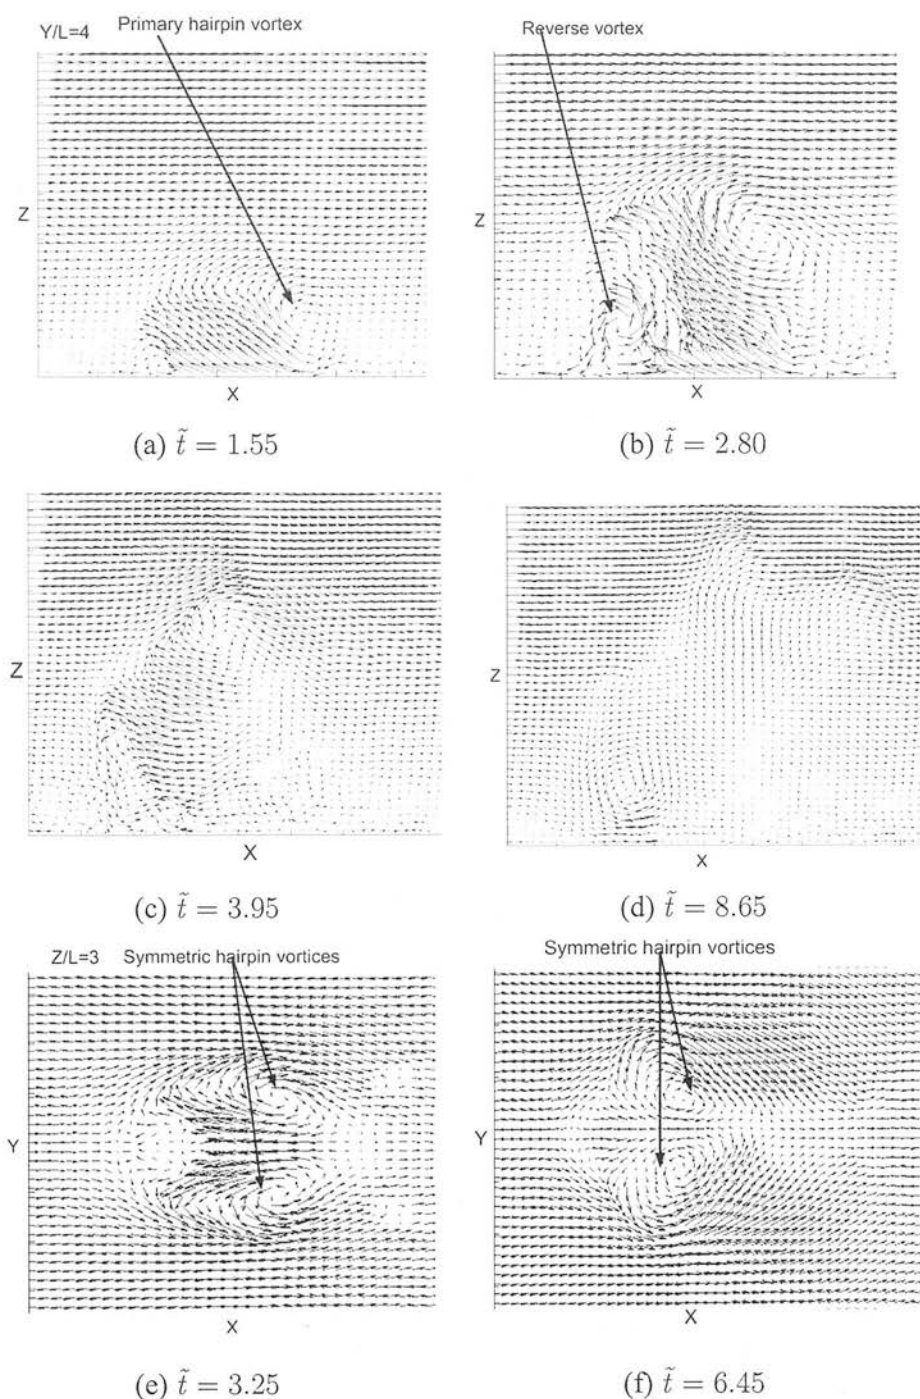 Y/L=4 Primary hairpin vortex
Reverse vortex
Z
Z
X
X
(a) t̃ = 1.55
(b) t̃ = 2.80
Z
Z
X
X
(c) t̃ = 3.95
(d) t̃ = 8.65
Z/L=3 Symmetric hairpin vortices
Symmetric hairpin vortices
Y
Y
X
X
(e) t̃ = 3.25
(f) t̃ = 6.45